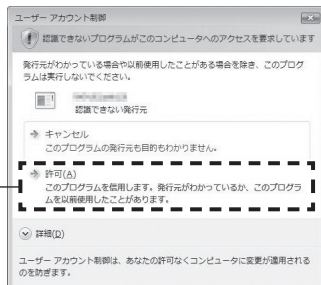 ユーザー アカウント制御
認識できないプログラムがこのコンピュータへのアクセスを要求しています
発行元がわかっている場合や以前使用したことがある場合を除き、このプログ
ラムは実行しないでください。
認識できない発行元
キャンセル
このプログラムの発行元も目的もわかりません。
許可(A)
このプログラムを信用します。発行元がわかっているか、このプログラ
ムを以前使用したことがあります。
詳細(D)
ユーザー アカウント制御は、あなたの許可なくコンピュータに変更が適用される
のを防ぎます。